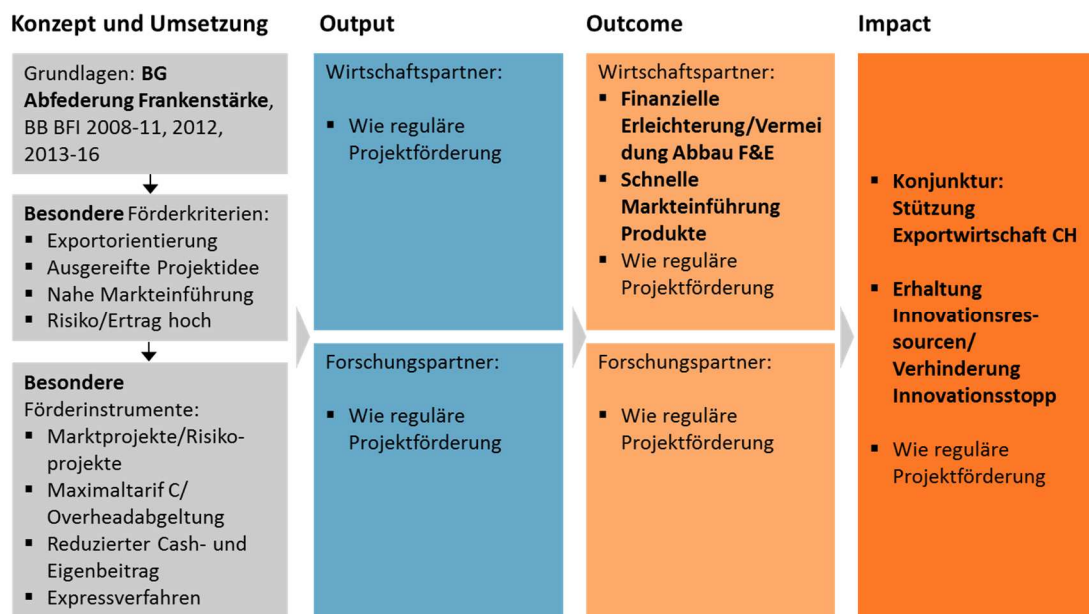 Konzept und Umsetzung
Grundlagen: BG
Abfederung Frankenstärke,
BB BFI 2008-11, 2012,
2013-16
Besondere Förderkriterien:
▪ Exportorientierung
▪ Ausgereifte Projektidee
▪ Nahe Markteinführung
▪ Risiko/Ertrag hoch
Besondere
Förderinstrumente:
▪ Marktprojekte/Risiko-
projekte
▪ Maximaltarif C/
Overheadabgeltung
▪ Reduzierter Cash- und
Eigenbeitrag
▪ Expressverfahren
Output
Wirtschaftspartner:
▪ Wie reguläre
Projektförderung
Forschungspartner:
▪ Wie reguläre
Projektförderung
Outcome
Wirtschaftspartner:
▪ Finanzielle
Erleichterung/Vermei
dung Abbau F&E
▪ Schnelle
Markteinführung
Produkte
▪ Wie reguläre
Projektförderung
Forschungspartner:
▪ Wie reguläre
Projektförderung
Impact
▪ Konjunktur:
Stützung
Exportwirtschaft CH
▪ Erhaltung
Innovationsres-
sourcen/
Verhinderung
Innovationsstopp
▪ Wie reguläre
Projektförderung